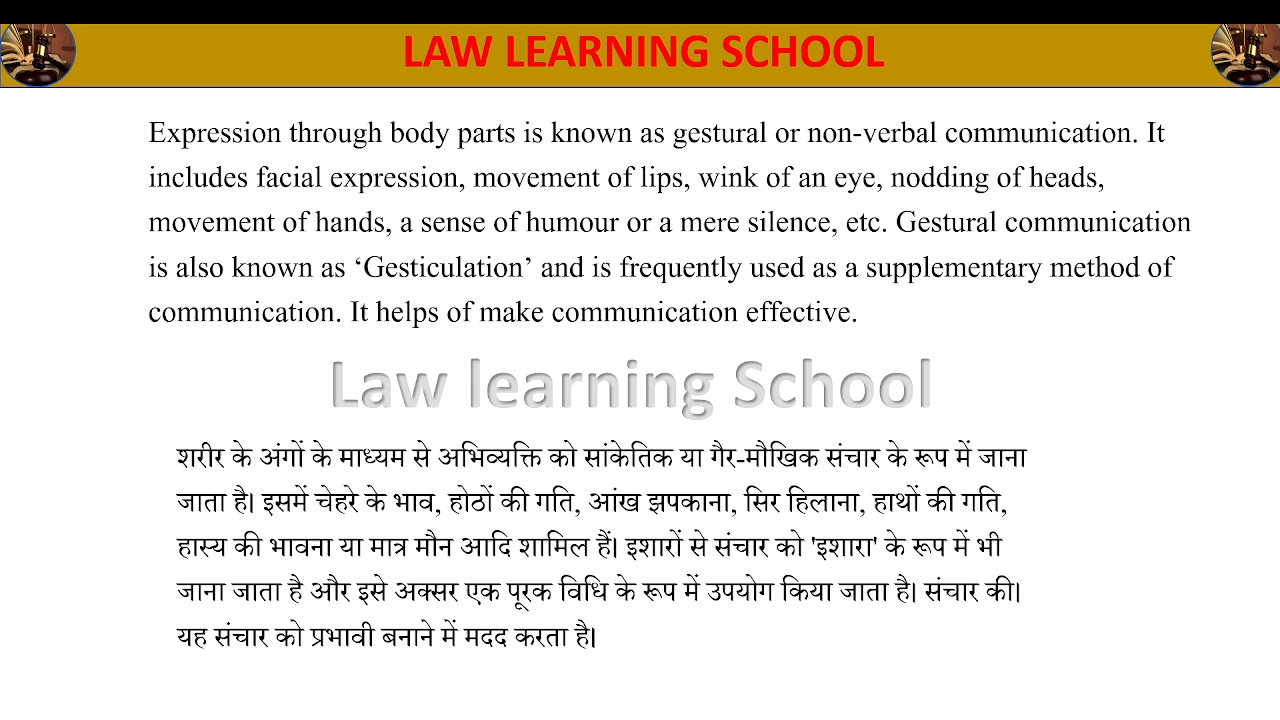 LAW LEARNING SCHOOL
Expression through body parts is known as gestural or non-verbal communication. It
includes facial expression, movement of lips, wink of an eye, nodding of heads,
movement of hands, a sense of humour or a mere silence, etc. Gestural communication
is also known as ‘Gesticulation’ and is frequently used as a supplementary method of
communication. It helps of make communication effective.
Law learning School
शरीर के अंगों के माध्यम से अभिव्यक्ति को सांकेतिक या गैर-मौखिक संचार के रूप में जाना
जाता है। इसमें चेहरे के भाव, होठों की गति, आंख झपकाना, सिर हिलाना, हाथों की गति,
हास्य की भावना या मात्र मौन आदि शामिल हैं। इशारों से संचार को 'इशारा' के रूप में भी
जाना जाता है और इसे अक्सर एक पूरक विधि के रूप में उपयोग किया जाता है। संचार की।
यह संचार को प्रभावी बनाने में मदद करता है।